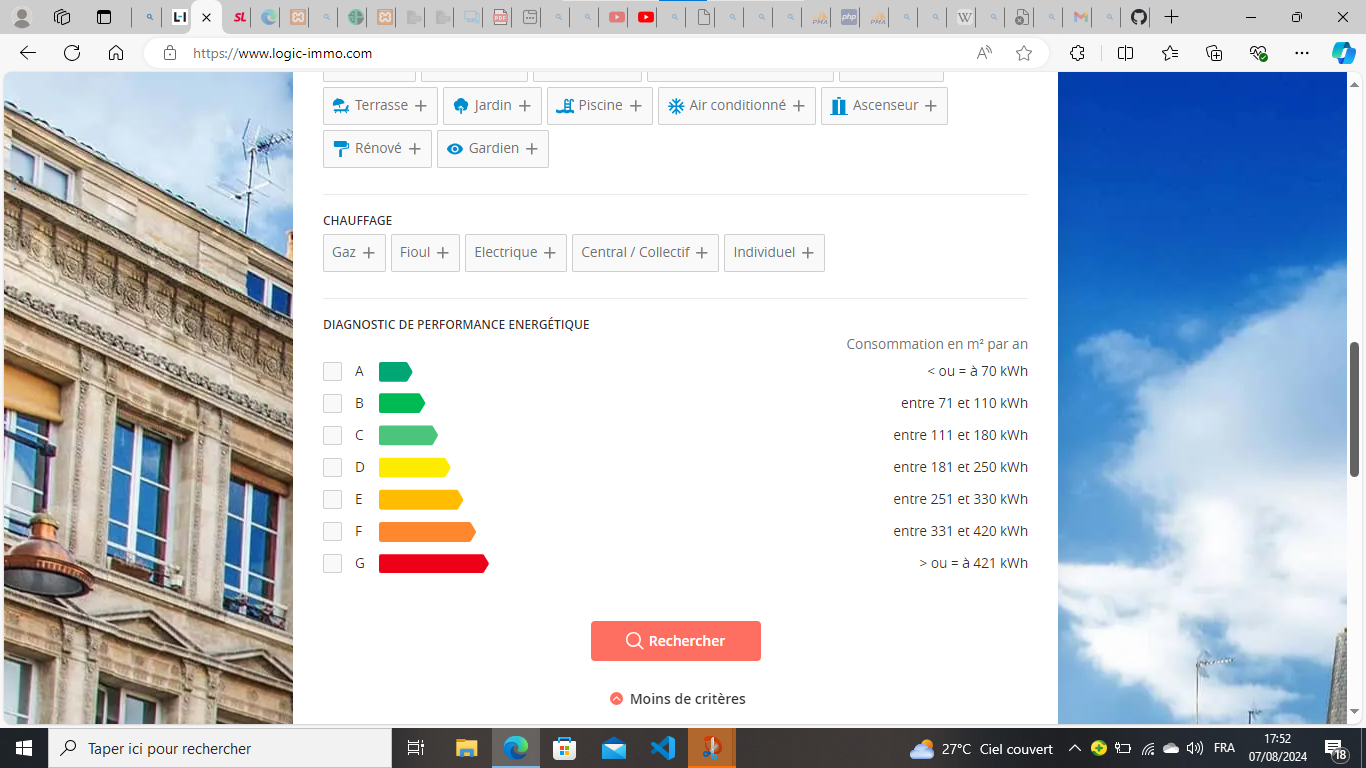 https://www.logic-immo.com
Terrasse + Jardin + Piscine + Air conditionné + Ascenseur +
Rénové + Gardien +
CHAUFFAGE
Gaz + Fioul + Electrique + Central / Collectif + Individuel +
DIAGNOSTIC DE PERFORMANCE ENERGÉTIQUE
Consommation en m² par an
A < ou = à 70 kWh
B entre 71 et 110 kWh
C entre 111 et 180 kWh
D entre 181 et 250 kWh
E entre 251 et 330 kWh
F entre 331 et 420 kWh
G > ou = à 421 kWh
Rechercher
Moins de critères
Taper ici pour rechercher
27°C Ciel couvert
FRA
17:52
07/08/2024
18